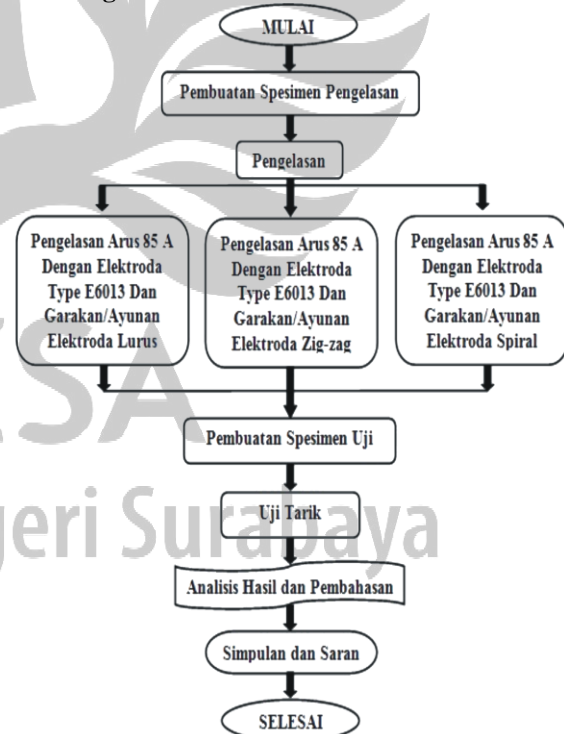 MULAI
Pembuatan Spesimen Pengelasan
Pengelasan
Pengelasan Arus 85 A
Dengan Elektroda
Type E6013 Dan
Garakan/Ayunan
Elektroda Lurus
Pengelasan Arus 85 A
Dengan Elektroda
Type E6013 Dan
Garakan/Ayunan
Elektroda Zig-zag
Pengelasan Arus 85 A
Dengan Elektroda
Type E6013 Dan
Garakan/Ayunan
Elektroda Spiral
Pembuatan Spesimen Uji
Uji Tarik
geri Surabaya
Analisis Hasil dan Pembahasan
Simpulan dan Saran
SELESAI